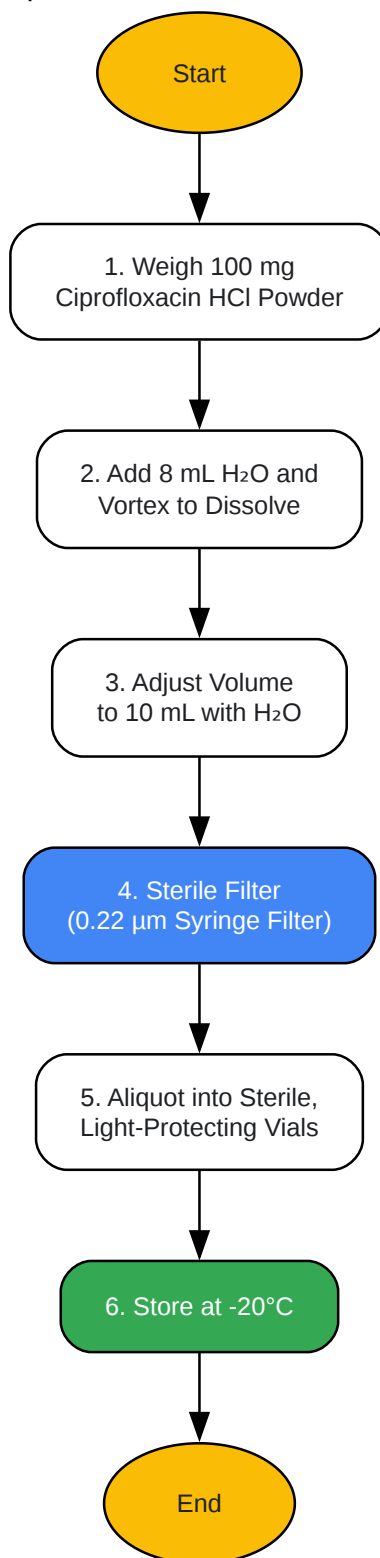 Start
1. Weigh 100 mg
Ciprofloxacin HCl Powder
2. Add 8 mL H₂O and
Vortex to Dissolve
3. Adjust Volume
to 10 mL with H₂O
4. Sterile Filter
(0.22 µm Syringe Filter)
5. Aliquot into Sterile,
Light-Protecting Vials
6. Store at -20°C
End